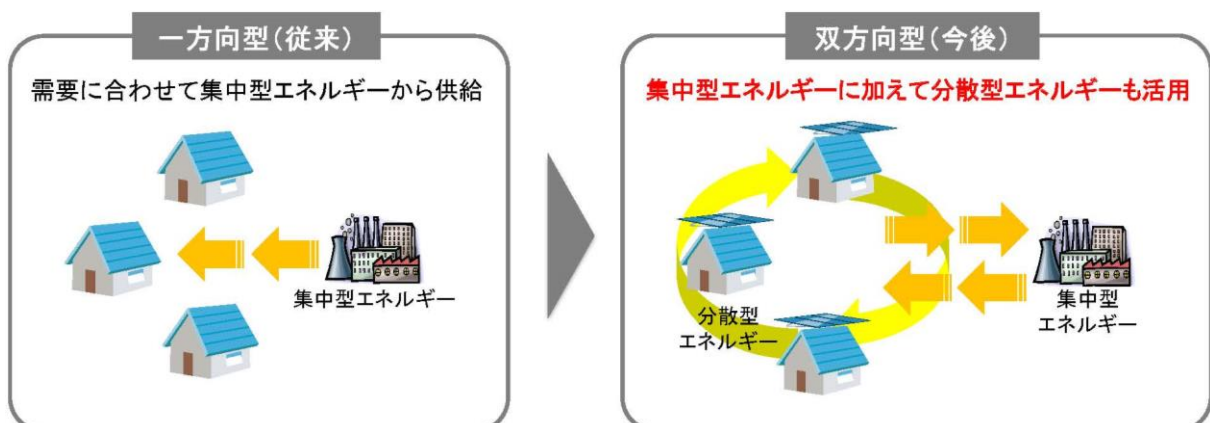 一方向型(従来)
需要に合わせて集中型エネルギーから供給
集中型エネルギー
双方向型(今後)
集中型エネルギーに加えて分散型エネルギーも活用
分散型
エネルギー
集中型
エネルギー